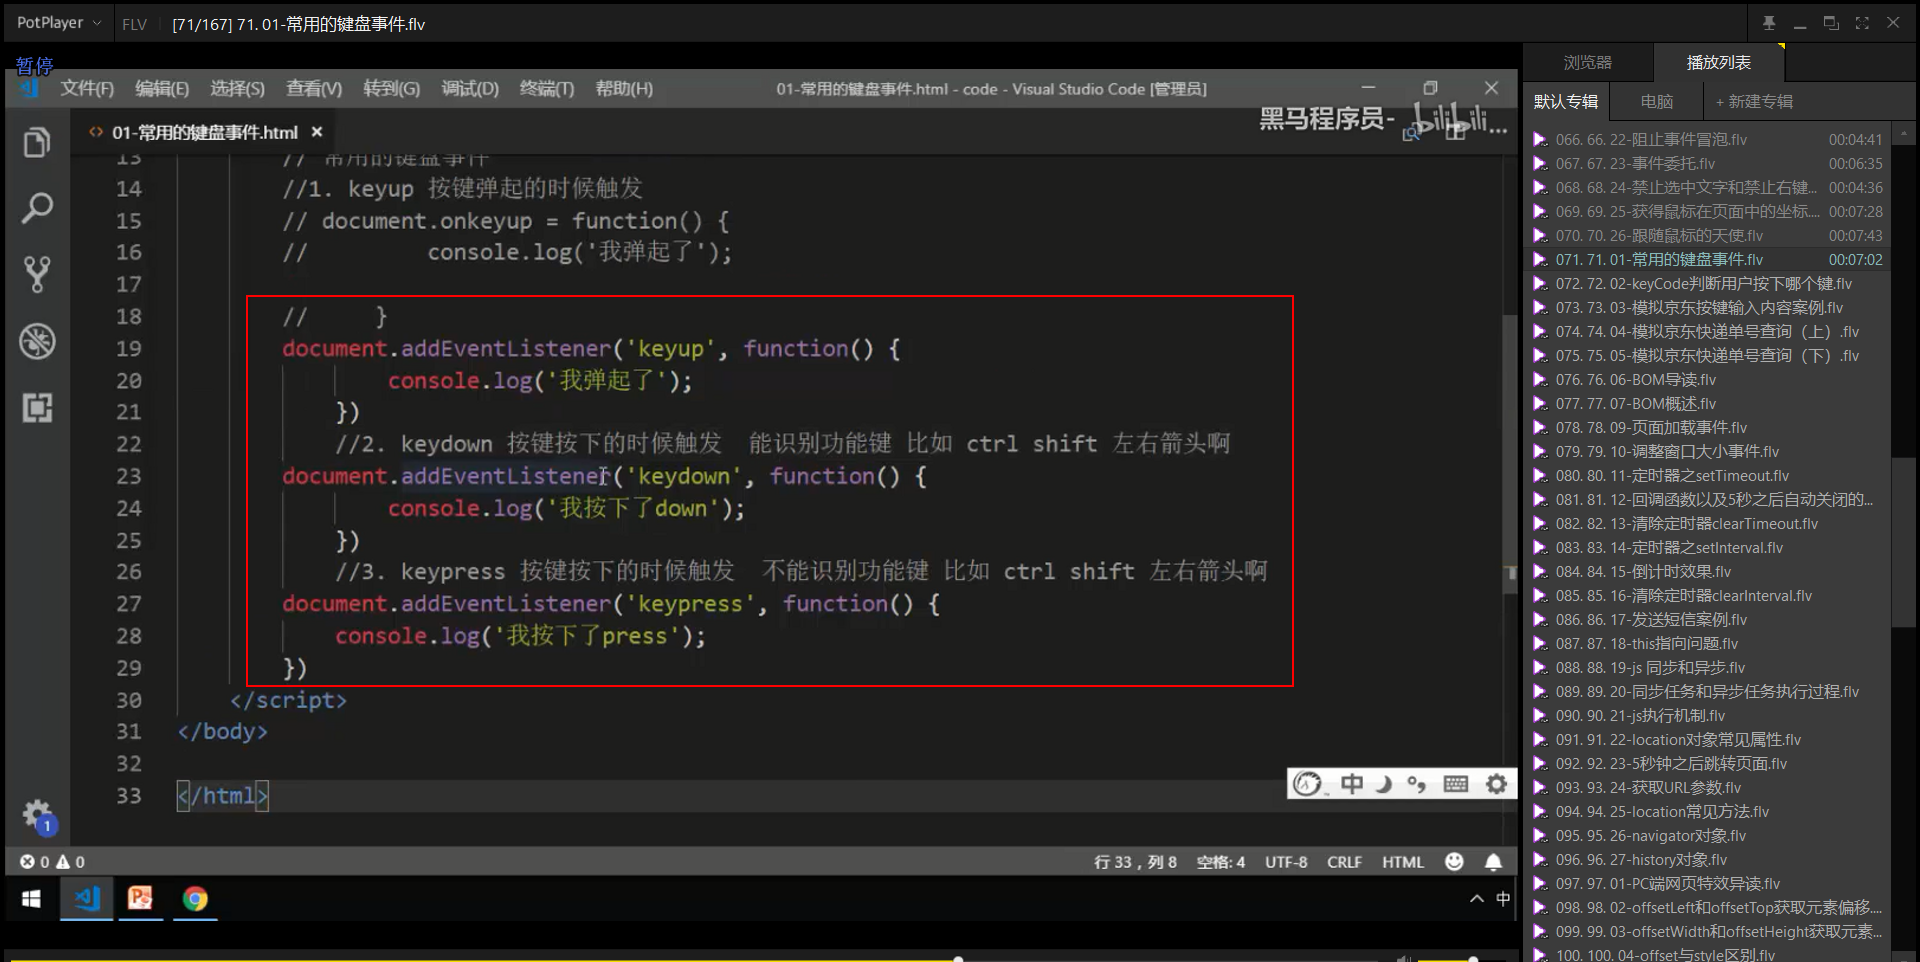 PotPlayer
FLV
[71/167] 71. 01-常用的键盘事件.flv
暂停
文件(F) 编辑(E) 选择(S) 查看(V) 转到(G) 调试(D) 终端(T) 帮助(H)
01-常用的键盘事件.html - code - Visual Studio Code [管理员]
01-常用的键盘事件.html
黑马程序员-
bilibili
13 // 常用的键盘事件
14 //1. keyup 按键弹起的时候触发
15 // document.onkeyup = function() {
16 // console.log('我弹起了');
17
18 // }
19 document.addEventListener('keyup', function() {
20 console.log('我弹起了');
21 })
22 //2. keydown 按键按下的时候触发 能识别功能键 比如 ctrl shift 左右箭头啊
23 document.addEventListener('keydown', function() {
24 console.log('我按下了down');
25 })
26 //3. keypress 按键按下的时候触发 不能识别功能键 比如 ctrl shift 左右箭头啊
27 document.addEventListener('keypress', function() {
28 console.log('我按下了press');
29 })
30 </script>
31 </body>
32
33 </html>
中
1
0 0
行 33，列 8 空格: 4 UTF-8 CRLF HTML
中
浏览器 播放列表
默认专辑 电脑 + 新建专辑
066. 66. 22-阻止事件冒泡.flv 00:04:41
067. 67. 23-事件委托.flv 00:06:35
068. 68. 24-禁止选中文字和禁止右键... 00:04:36
069. 69. 25-获得鼠标在页面中的坐标.... 00:07:28
070. 70. 26-跟随鼠标的天使.flv 00:07:43
071. 71. 01-常用的键盘事件.flv 00:07:02
072. 72. 02-keyCode判断用户按下哪个键.flv
073. 73. 03-模拟京东按键输入内容案例.flv
074. 74. 04-模拟京东快递单号查询（上）.flv
075. 75. 05-模拟京东快递单号查询（下）.flv
076. 76. 06-BOM导读.flv
077. 77. 07-BOM概述.flv
078. 78. 09-页面加载事件.flv
079. 79. 10-调整窗口大小事件.flv
080. 80. 11-定时器之setTimeout.flv
081. 81. 12-回调函数以及5秒之后自动关闭的...
082. 82. 13-清除定时器clearTimeout.flv
083. 83. 14-定时器之setInterval.flv
084. 84. 15-倒计时效果.flv
085. 85. 16-清除定时器clearInterval.flv
086. 86. 17-发送短信案例.flv
087. 87. 18-this指向问题.flv
088. 88. 19-js 同步和异步.flv
089. 89. 20-同步任务和异步任务执行过程.flv
090. 90. 21-js执行机制.flv
091. 91. 22-location对象常见属性.flv
092. 92. 23-5秒钟之后跳转页面.flv
093. 93. 24-获取URL参数.flv
094. 94. 25-location常见方法.flv
095. 95. 26-navigator对象.flv
096. 96. 27-history对象.flv
097. 97. 01-PC端网页特效导读.flv
098. 98. 02-offsetLeft和offsetTop获取元素偏移....
099. 99. 03-offsetWidth和offsetHeight获取元素...
100. 100. 04-offset与style区别.flv